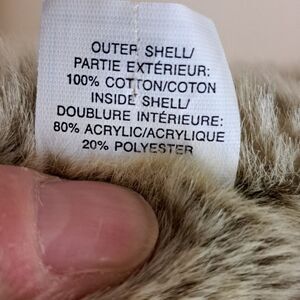 OUTER SHELL/
PARTIE EXTÉRIEUR:
100% COTTON/COTON
INSIDE SHELL/
DOUBLURE INTÉRIEURE:
80% ACRYLIC/ACRYLIQUE
20% POLYESTER